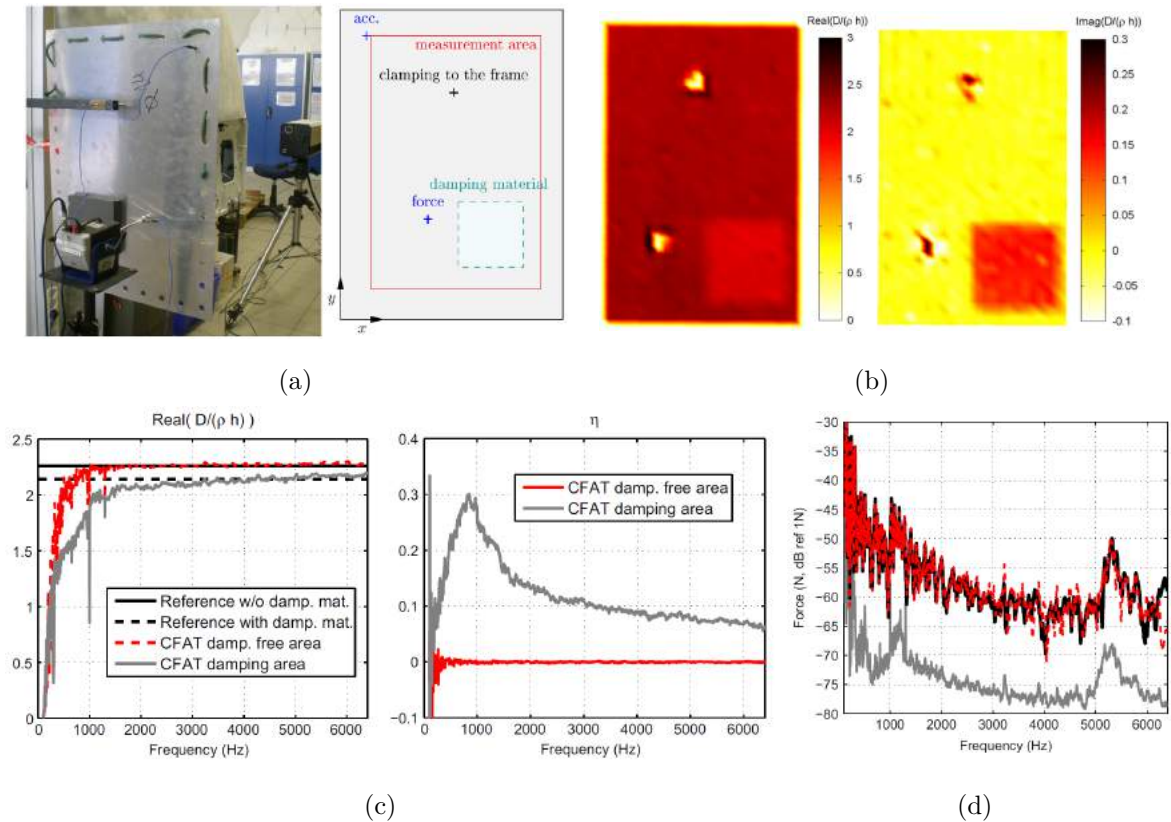 acc.
measurement area
clamping to the frame
damping material
force
y
x
(a)
Real(D/(ρ h))
3
2.5
2
1.5
1
0.5
0
Imag(D/(ρ h)
0.3
0.25
0.2
0.15
0.1
0.05
0
-0.05
-0.1
(b)
Real( D/(ρ h) )
2.5
2
1.5
1
0.5
0
Reference w/o damp. mat.
Reference with damp. mat.
CFAT damp. free area
CFAT damping area
0 1000 2000 3000 4000 5000 6000
Frequency (Hz)
η
0.4
0.3
0.2
0.1
0
−0.1
CFAT damp. free area
CFAT damping area
0 1000 2000 3000 4000 5000 6000
Frequency (Hz)
(c)
Force (N, dB ref 1N)
−30
−35
−40
−45
−50
−55
−60
−65
−70
−75
−80
1000 2000 3000 4000 5000 6000
Frequency (Hz)
(d)